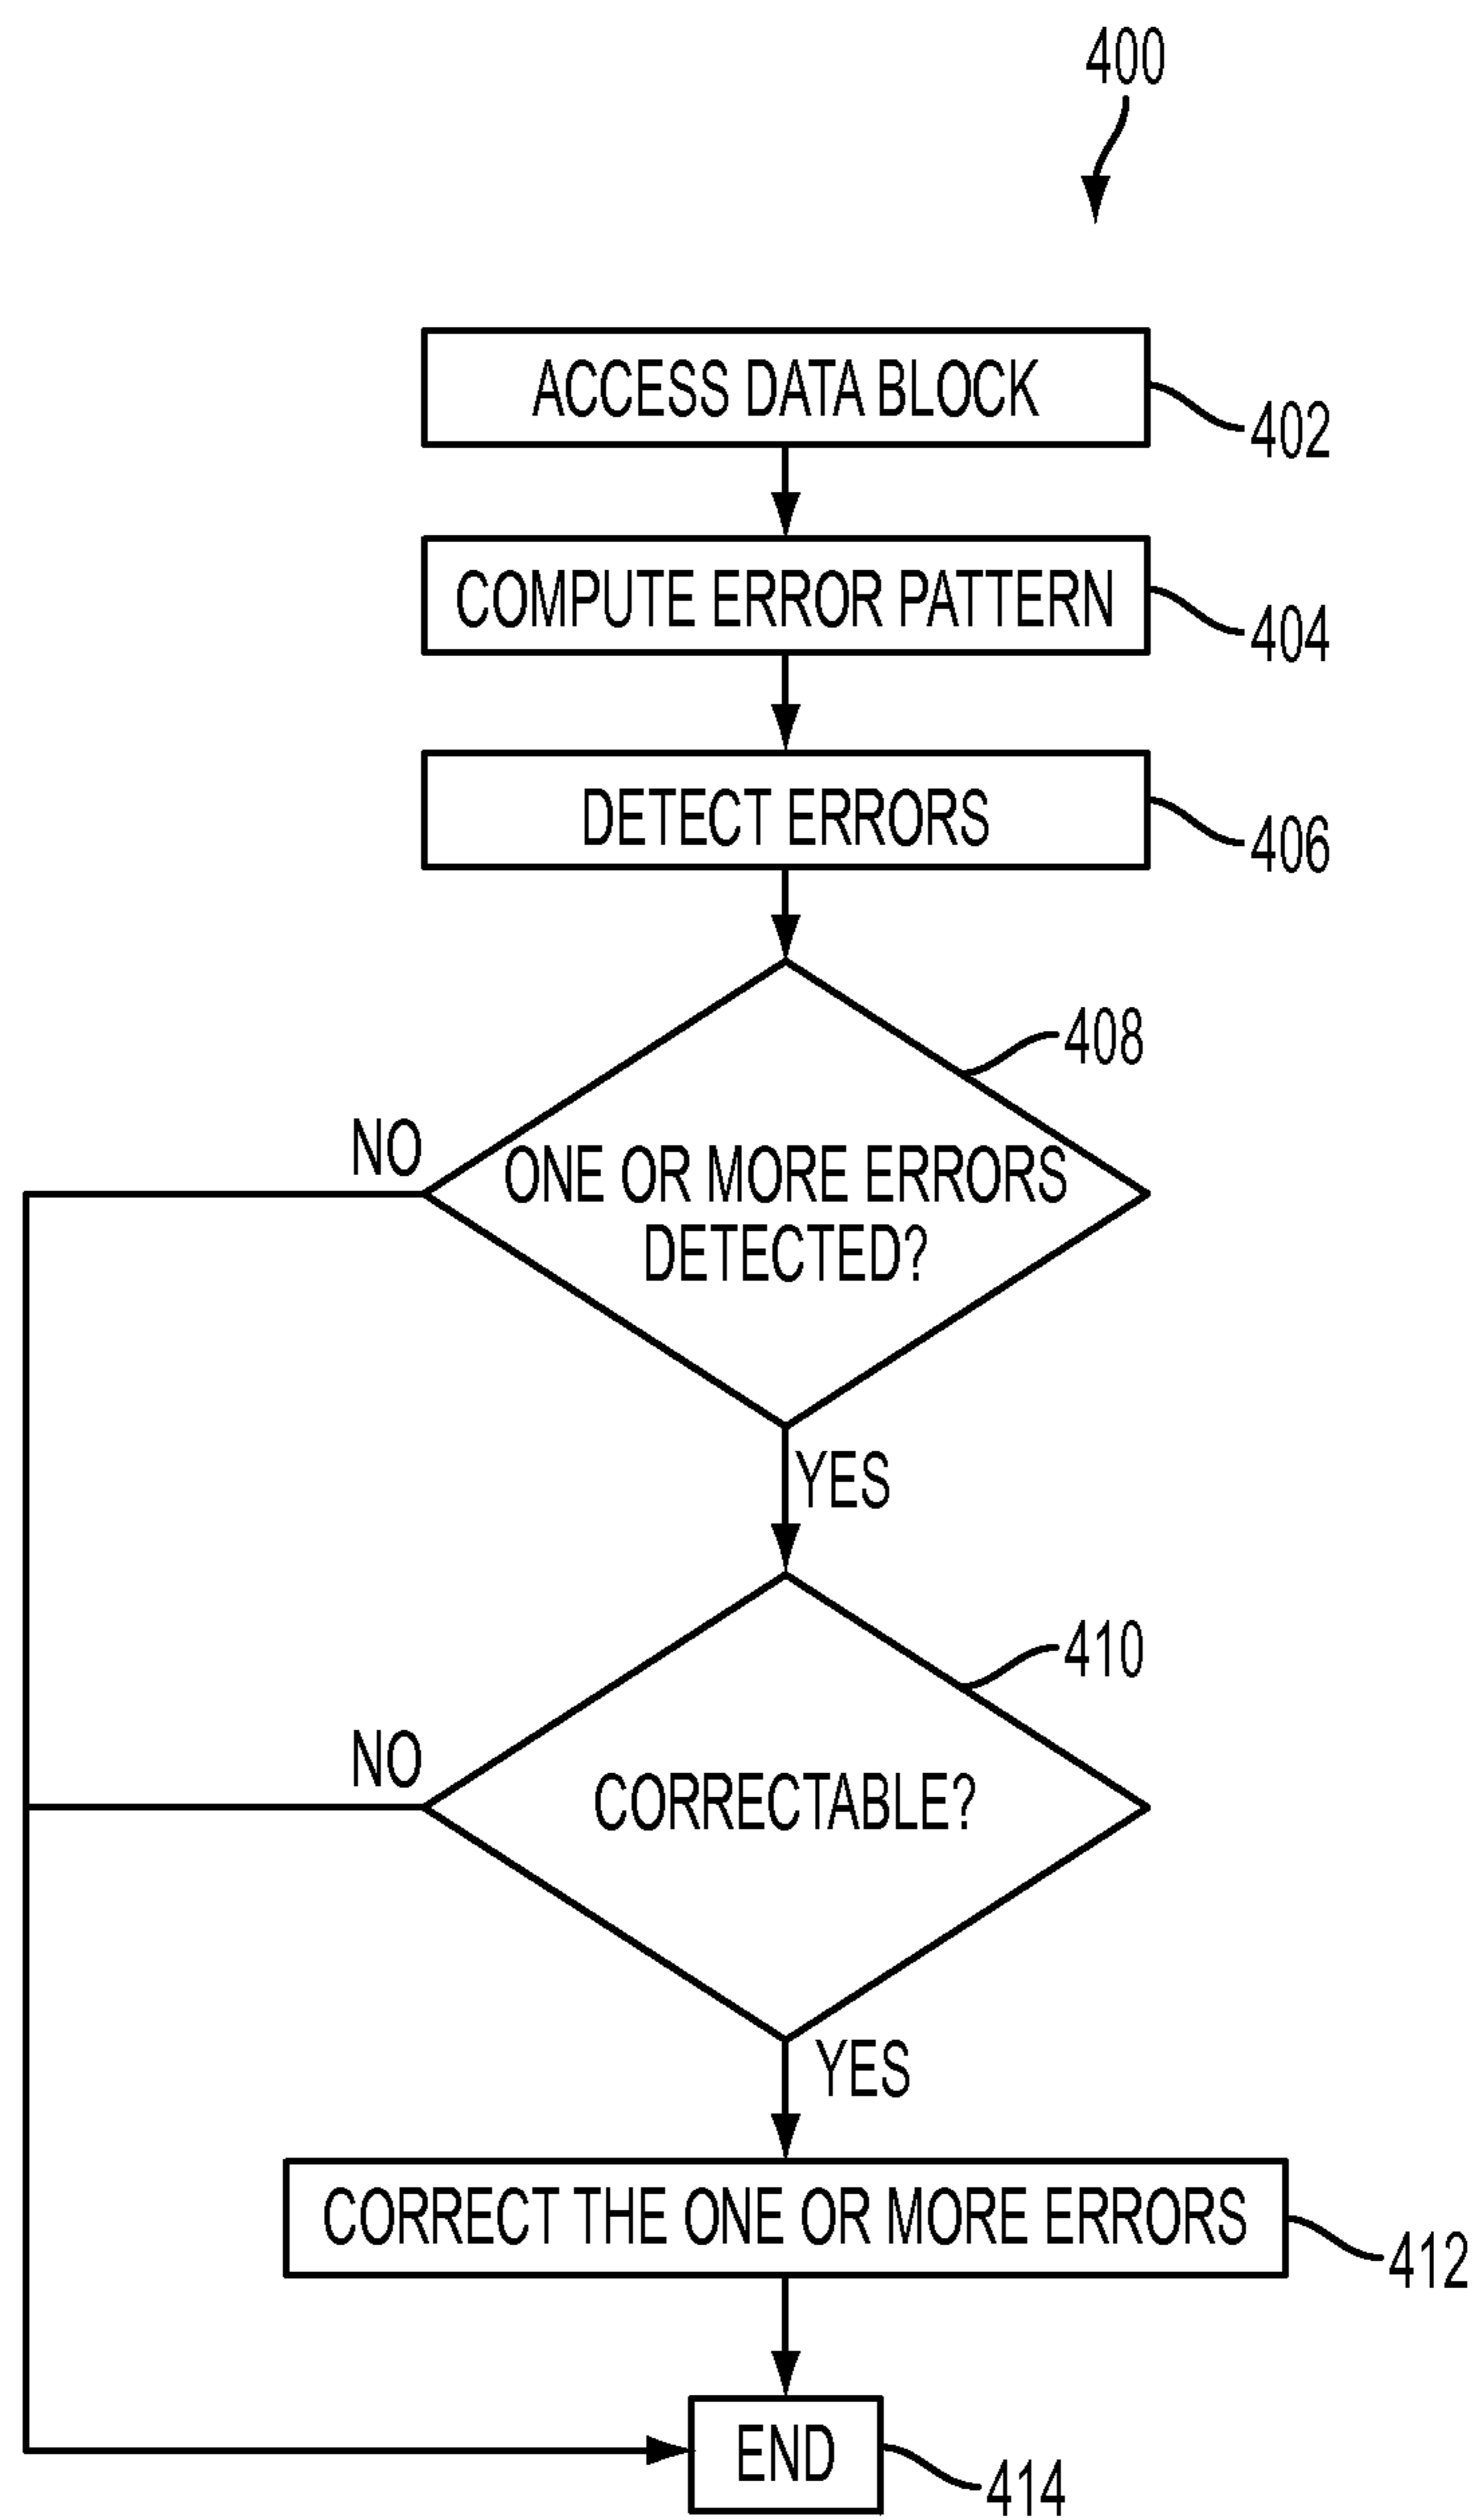 400
ACCESS DATA BLOCK
402
COMPUTE ERROR PATTERN
404
DETECT ERRORS
406
408
NO
ONE OR MORE ERRORS
DETECTED?
YES
410
NO
CORRECTABLE?
YES
CORRECT THE ONE OR MORE ERRORS
412
END
414